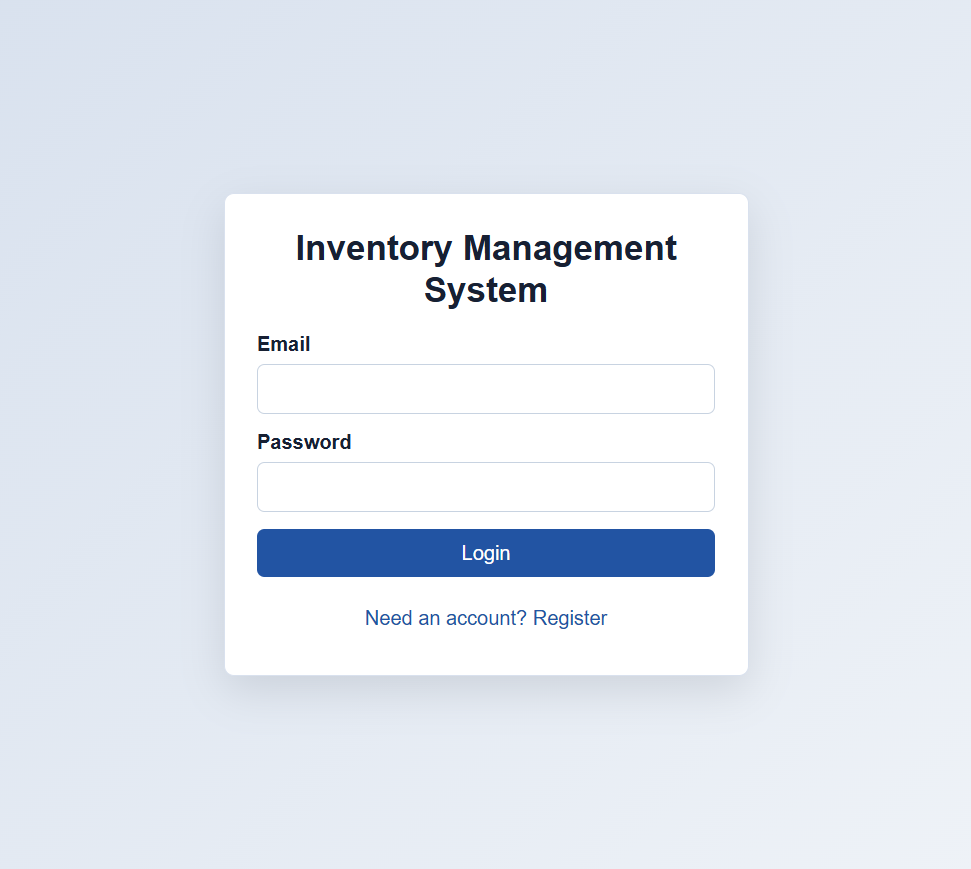 Inventory Management
System
Email
Password
Login
Need an account? Register